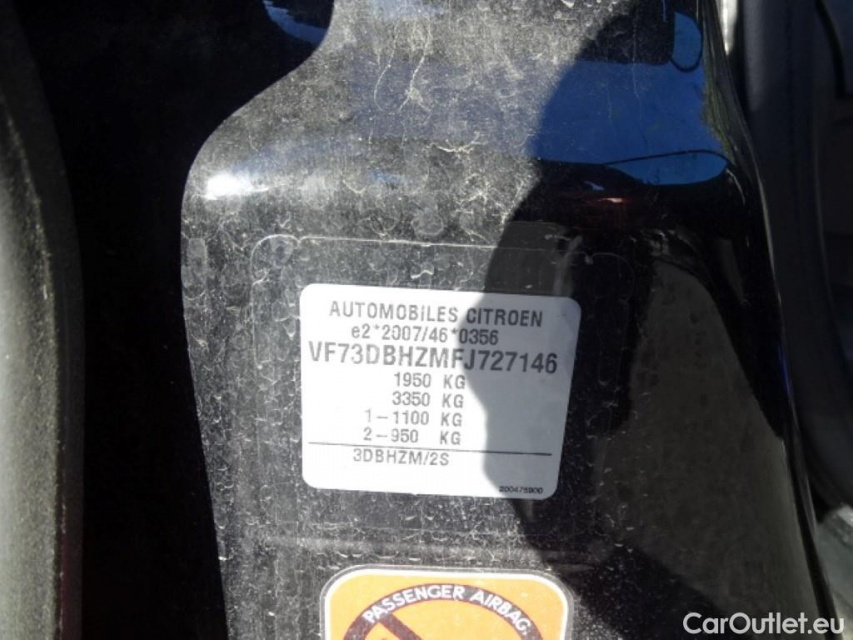 AUTOMOBILES CITROEN
e2*2007/46*0356
VF73DBHZMFJ727146
1950 KG
3350 KG
1-1100 KG
2-950 KG
3DBHZM/2S
PASSENGER AIRBAG
CarOutlet.eu